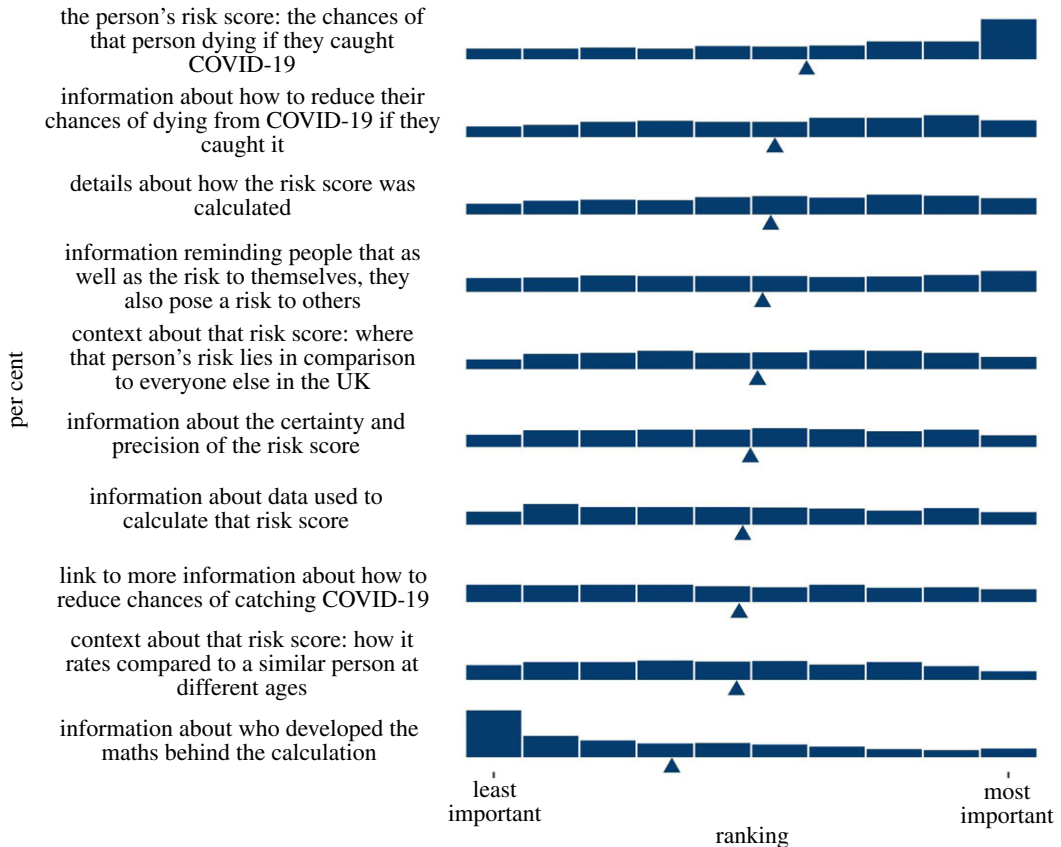 the person's risk score: the chances of
that person dying if they caught
COVID-19
information about how to reduce their
chances of dying from COVID-19 if they
caught it
details about how the risk score was
calculated
information reminding people that as
well as the risk to themselves, they
also pose a risk to others
context about that risk score: where
that person's risk lies in comparison
to everyone else in the UK
per cent
information about the certainty and
precision of the risk score
information about data used to
calculate that risk score
link to more information about how to
reduce chances of catching COVID-19
context about that risk score: how it
rates compared to a similar person at
different ages
information about who developed the
maths behind the calculation
least
important
most
important
ranking